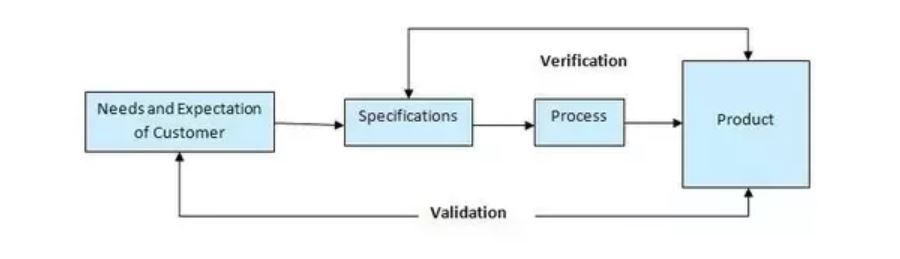 Verification
Needs and Expectation
of Customer
Specifications
Process
Product
Validation